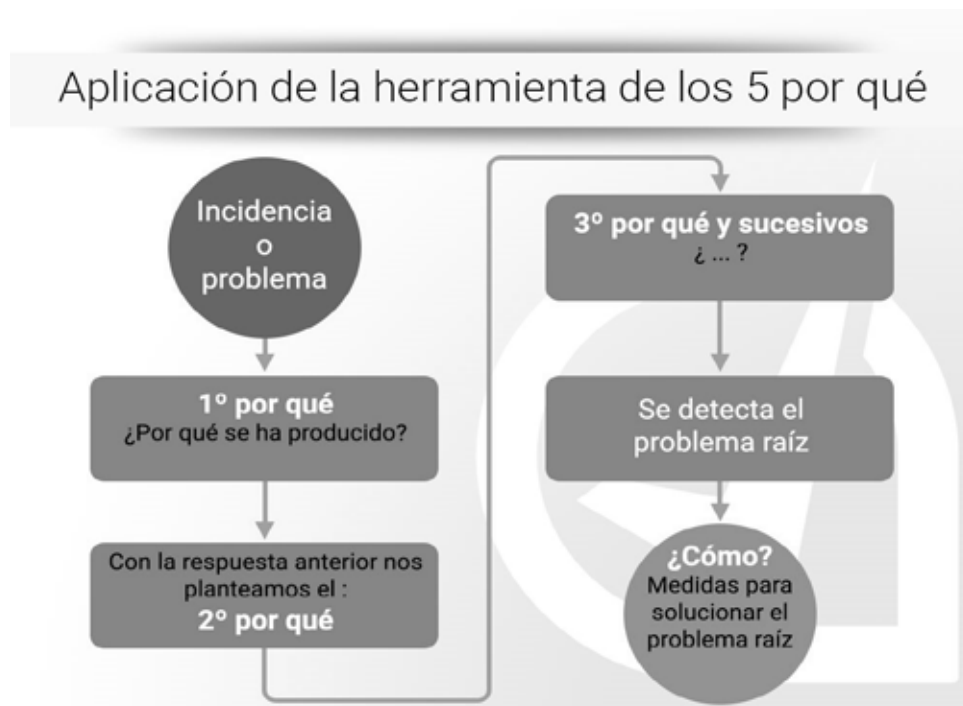 Aplicación de la herramienta de los 5 por qué
Incidencia
o
problema
1º por qué
¿Por qué se ha producido?
Con la respuesta anterior nos
planteamos el :
2º por qué
3º por qué y sucesivos
¿ ... ?
Se detecta el
problema raíz
¿Cómo?
Medidas para
solucionar el
problema raíz